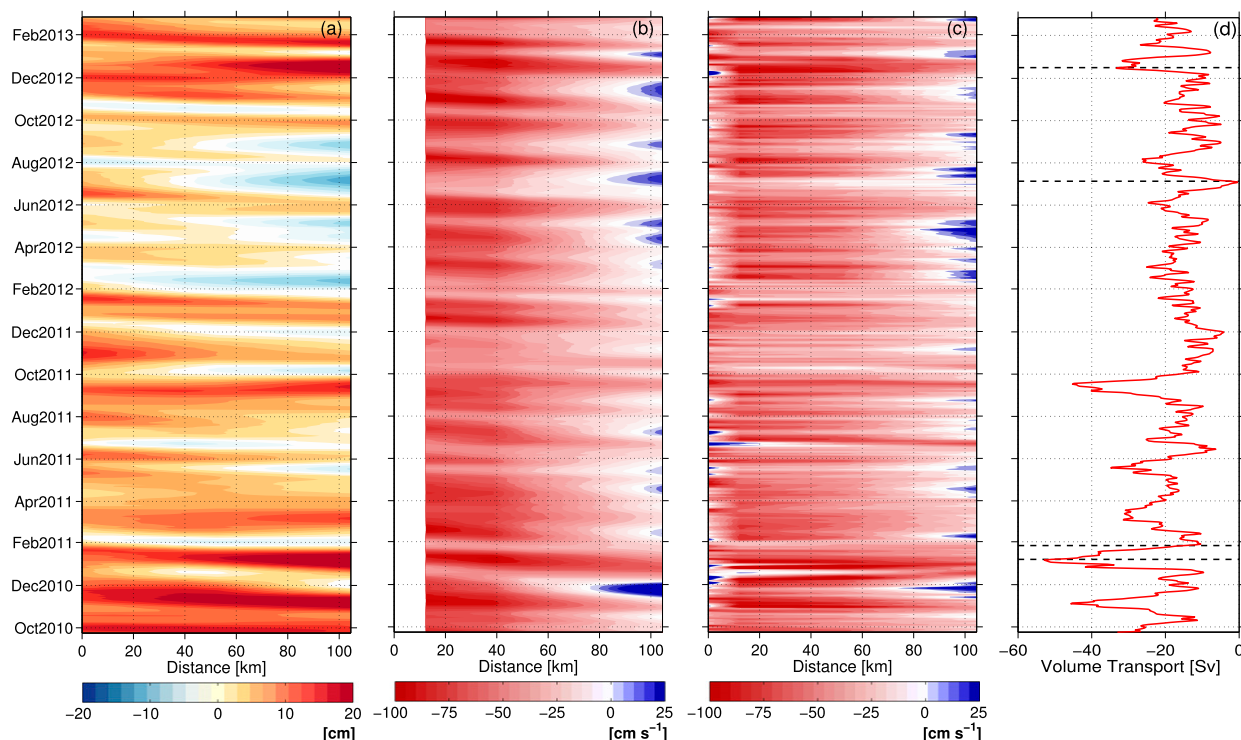 (a) (b) (c) (d)
Feb2013
Dec2012
Oct2012
Aug2012
Jun2012
Apr2012
Feb2012
Dec2011
Oct2011
Aug2011
Jun2011
Apr2011
Feb2011
Dec2010
Oct2010
0 20 40 60 80 100
Distance [km]
0 20 40 60 80 100
Distance [km]
0 20 40 60 80 100
Distance [km]
−60 −40 −20 0
Volume Transport [Sv]
−20 −10 0 10 20
[cm]
−100 −75 −50 −25 0 25
[cm s⁻¹]
−100 −75 −50 −25 0 25
[cm s⁻¹]